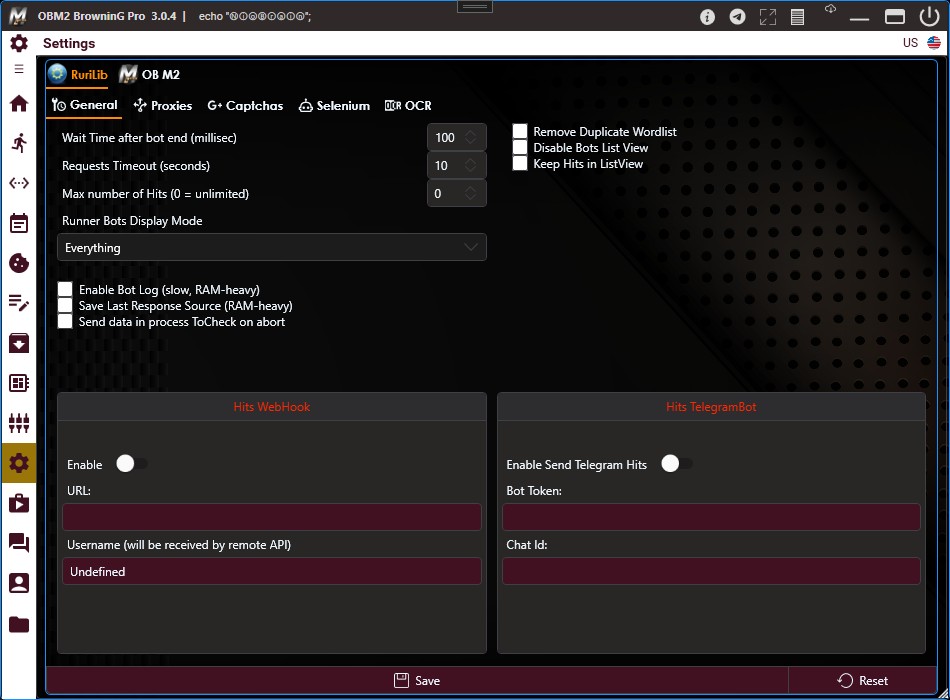 OBM2 BrowninG Pro 3.0.4 | echo "ⓃⒾⓄⒷⓇⒶⒾⓃ";
Settings
US
RuriLib
OB M2
General
Proxies
G+ Captchas
Selenium
OCR OCR
Wait Time after bot end (millisec)
100
Requests Timeout (seconds)
10
Max number of Hits (0 = unlimited)
0
Runner Bots Display Mode
Everything
Remove Duplicate Wordlist
Disable Bots List View
Keep Hits in ListView
Enable Bot Log (slow, RAM-heavy)
Save Last Response Source (RAM-heavy)
Send data in process ToCheck on abort
Hits WebHook
Enable
URL:
Username (will be received by remote API)
Undefined
Hits TelegramBot
Enable Send Telegram Hits
Bot Token:
Chat Id:
Save
Reset